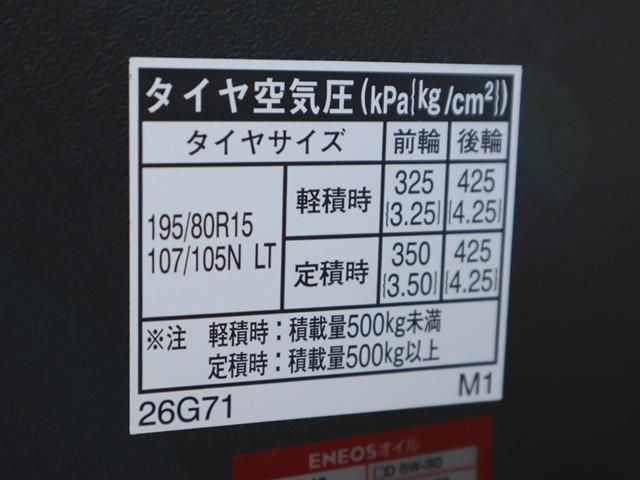 タイヤ空気圧(kPa{kg/cm²})
タイヤサイズ 前輪 後輪
195/80R15
107/105N LT
軽積時 325 {3.25} 425 {4.25}
定積時 350 {3.50} 425 {4.25}
※注 軽積時:積載量500kg未満
定積時:積載量500kg以上
26G71 M1
ENEOSオイル
□D 5W-30